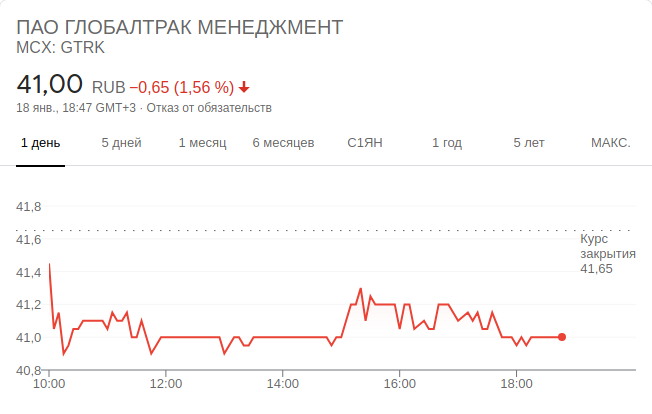 ПАО ГЛОБАЛТРАК МЕНЕДЖМЕНТ
MCX: GTRK
41,00 RUB −0,65 (1,56 %)
18 янв., 18:47 GMT+3 · Отказ от обязательств
1 день 5 дней 1 месяц 6 месяцев С1ЯН 1 год 5 лет МАКС.
41,8
41,6
41,4
41,2
41,0
40,8
Курс
закрытия
41,65
10:00 12:00 14:00 16:00 18:00